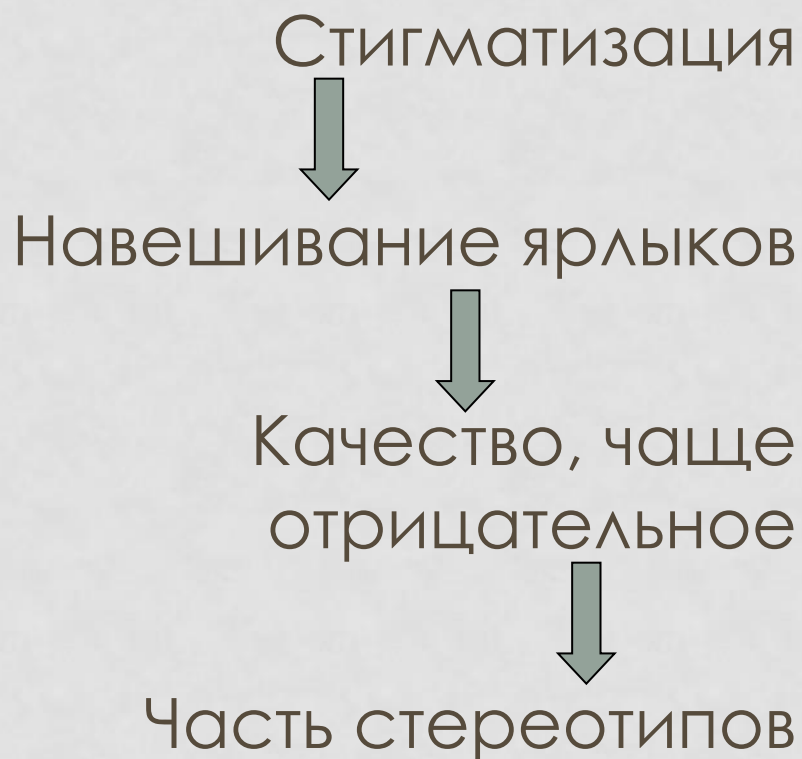 Стигматизация
Навешивание ярлыков
Качество, чаще
отрицательное
Часть стереотипов